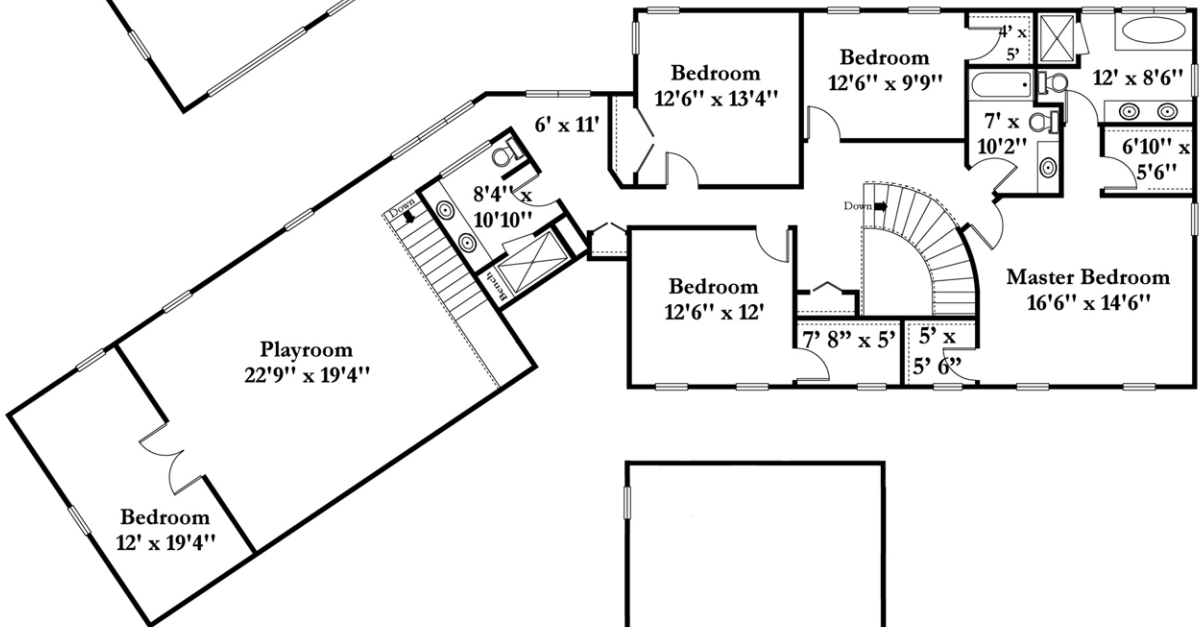 Bedroom
12'6" x 13'4"
Bedroom
12'6" x 9'9"
4' x
5'
12' x 8'6"
6' x 11'
7' x
10'2"
6'10" x
5'6"
8'4" x
10'10"
Down
Down
Bench
Bedroom
12'6" x 12'
Master Bedroom
16'6" x 14'6"
7' 8” x 5'
5' x
5' 6”
Playroom
22'9" x 19'4"
Bedroom
12' x 19'4"